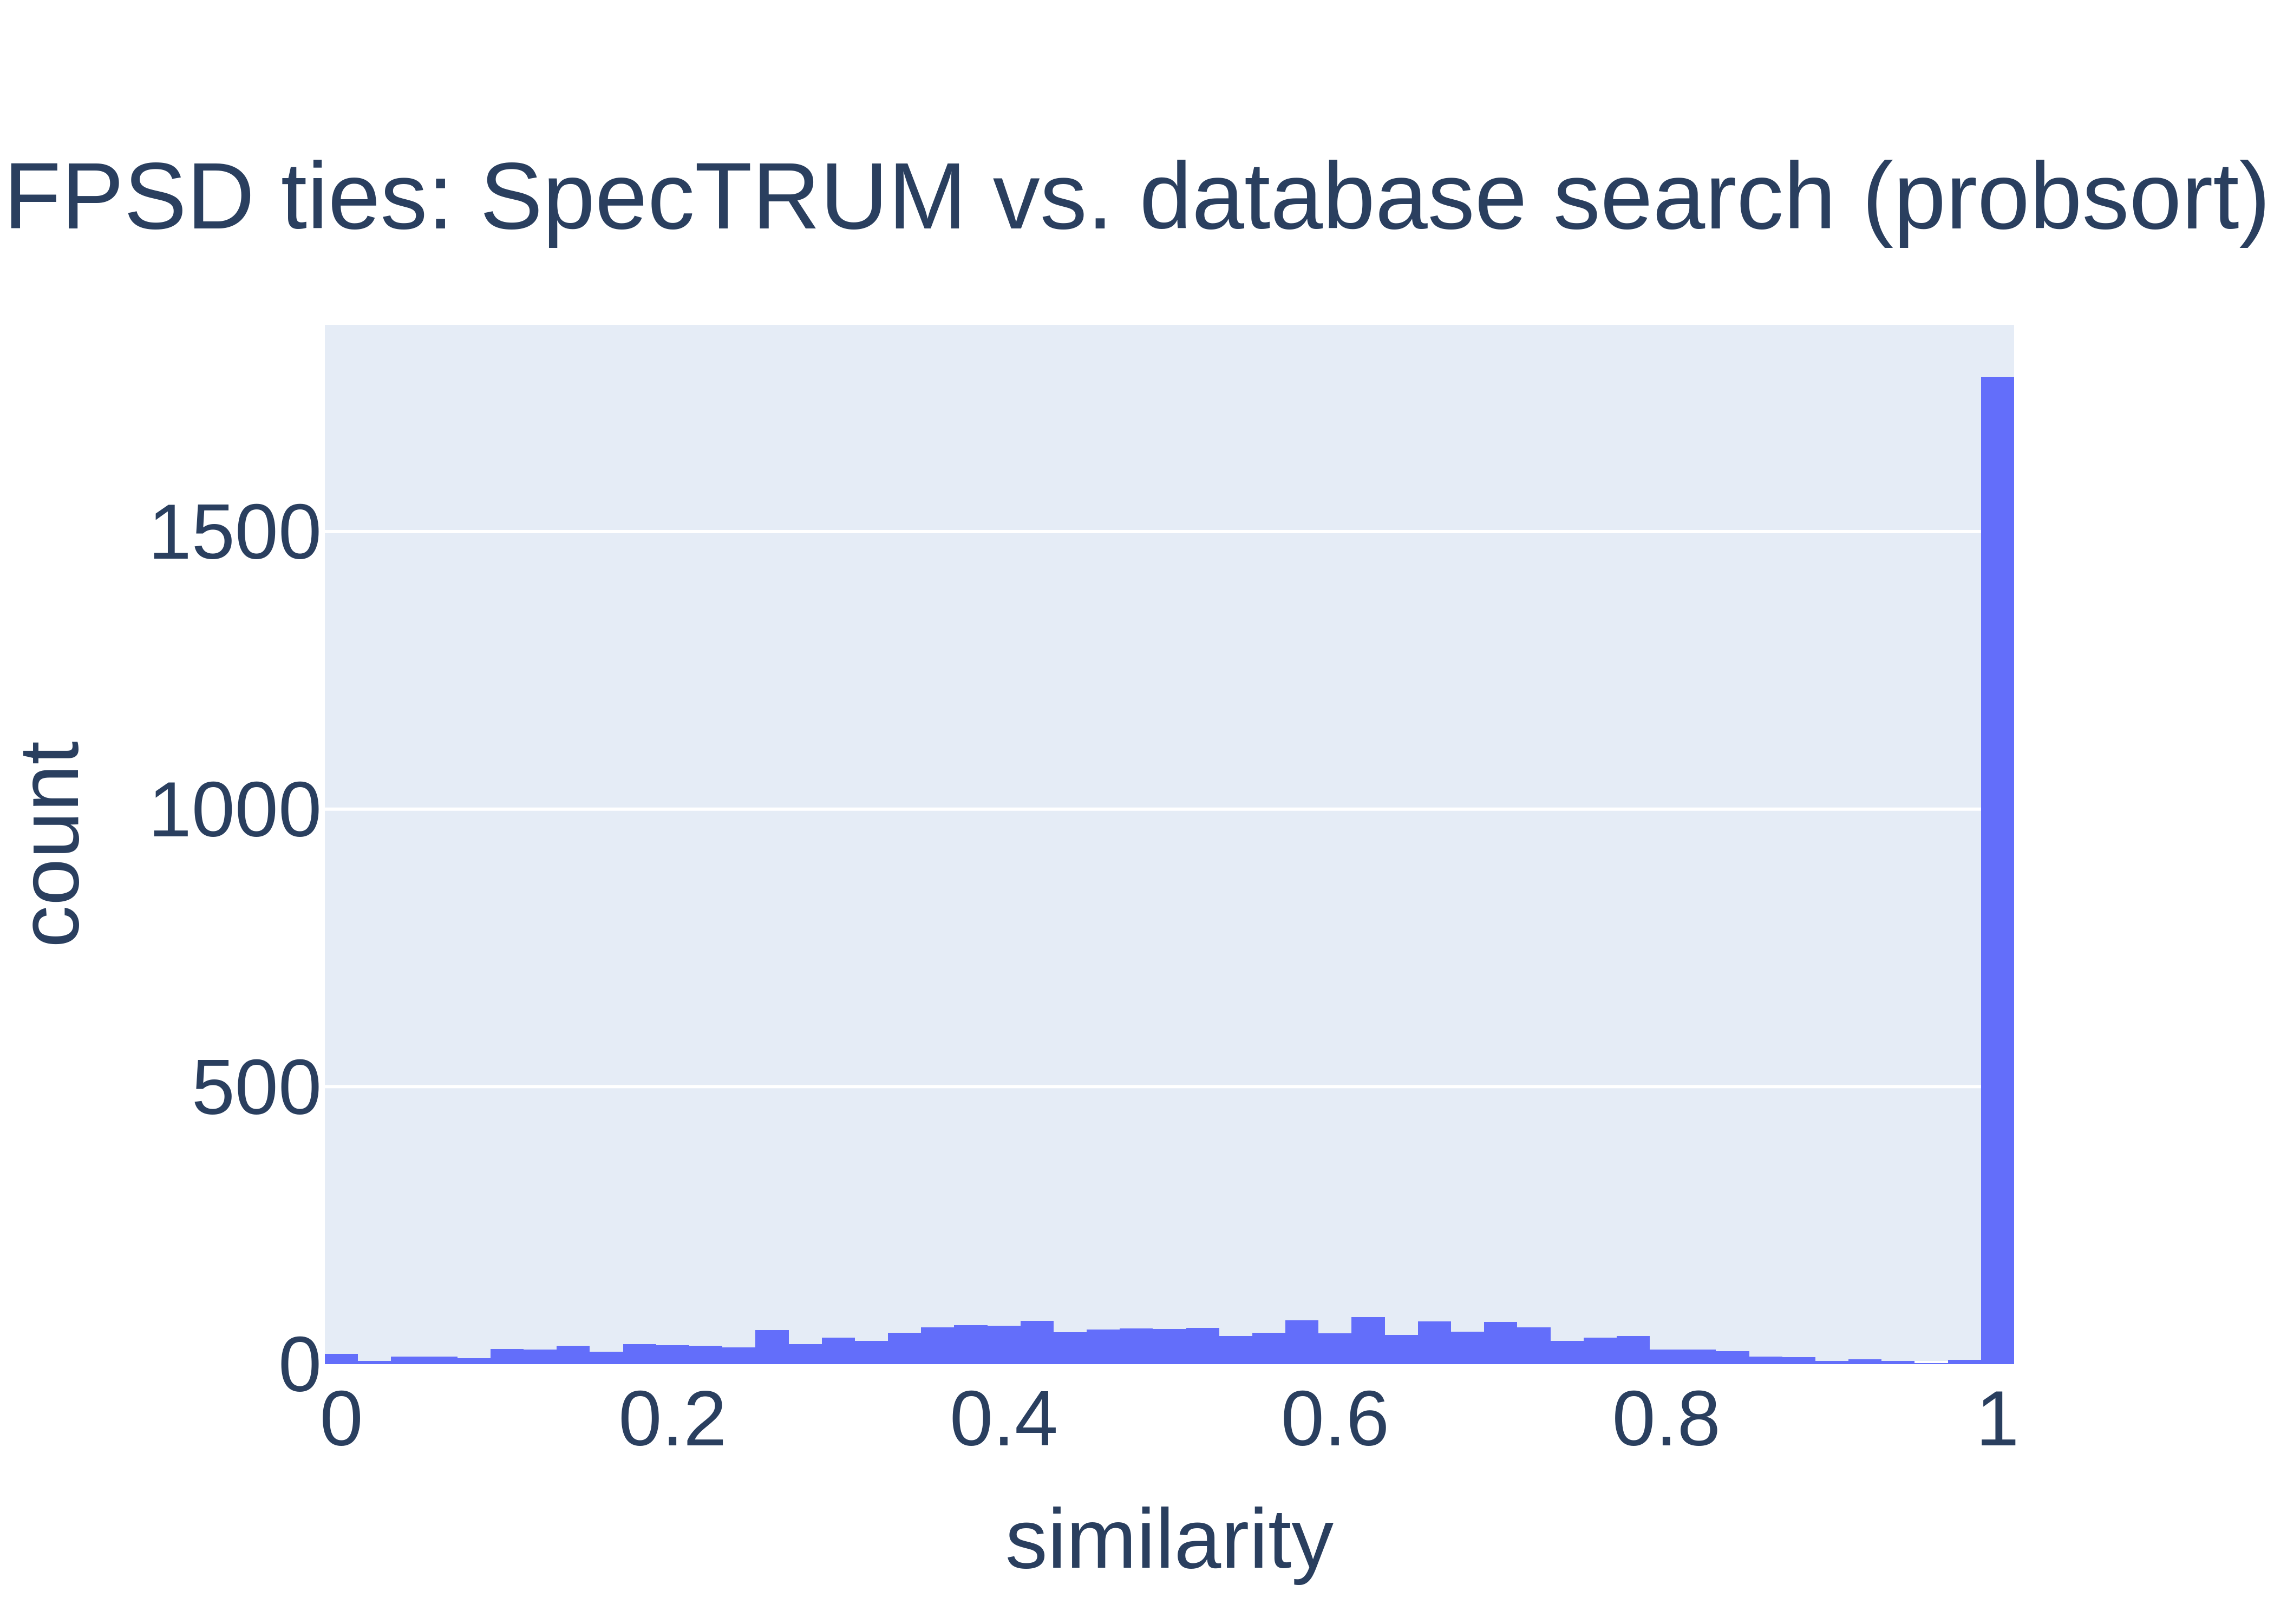 FPSD ties: SpecTRUM vs. database search (probsort)
1500
1000
500
0
count
0 0.2 0.4 0.6 0.8 1
similarity